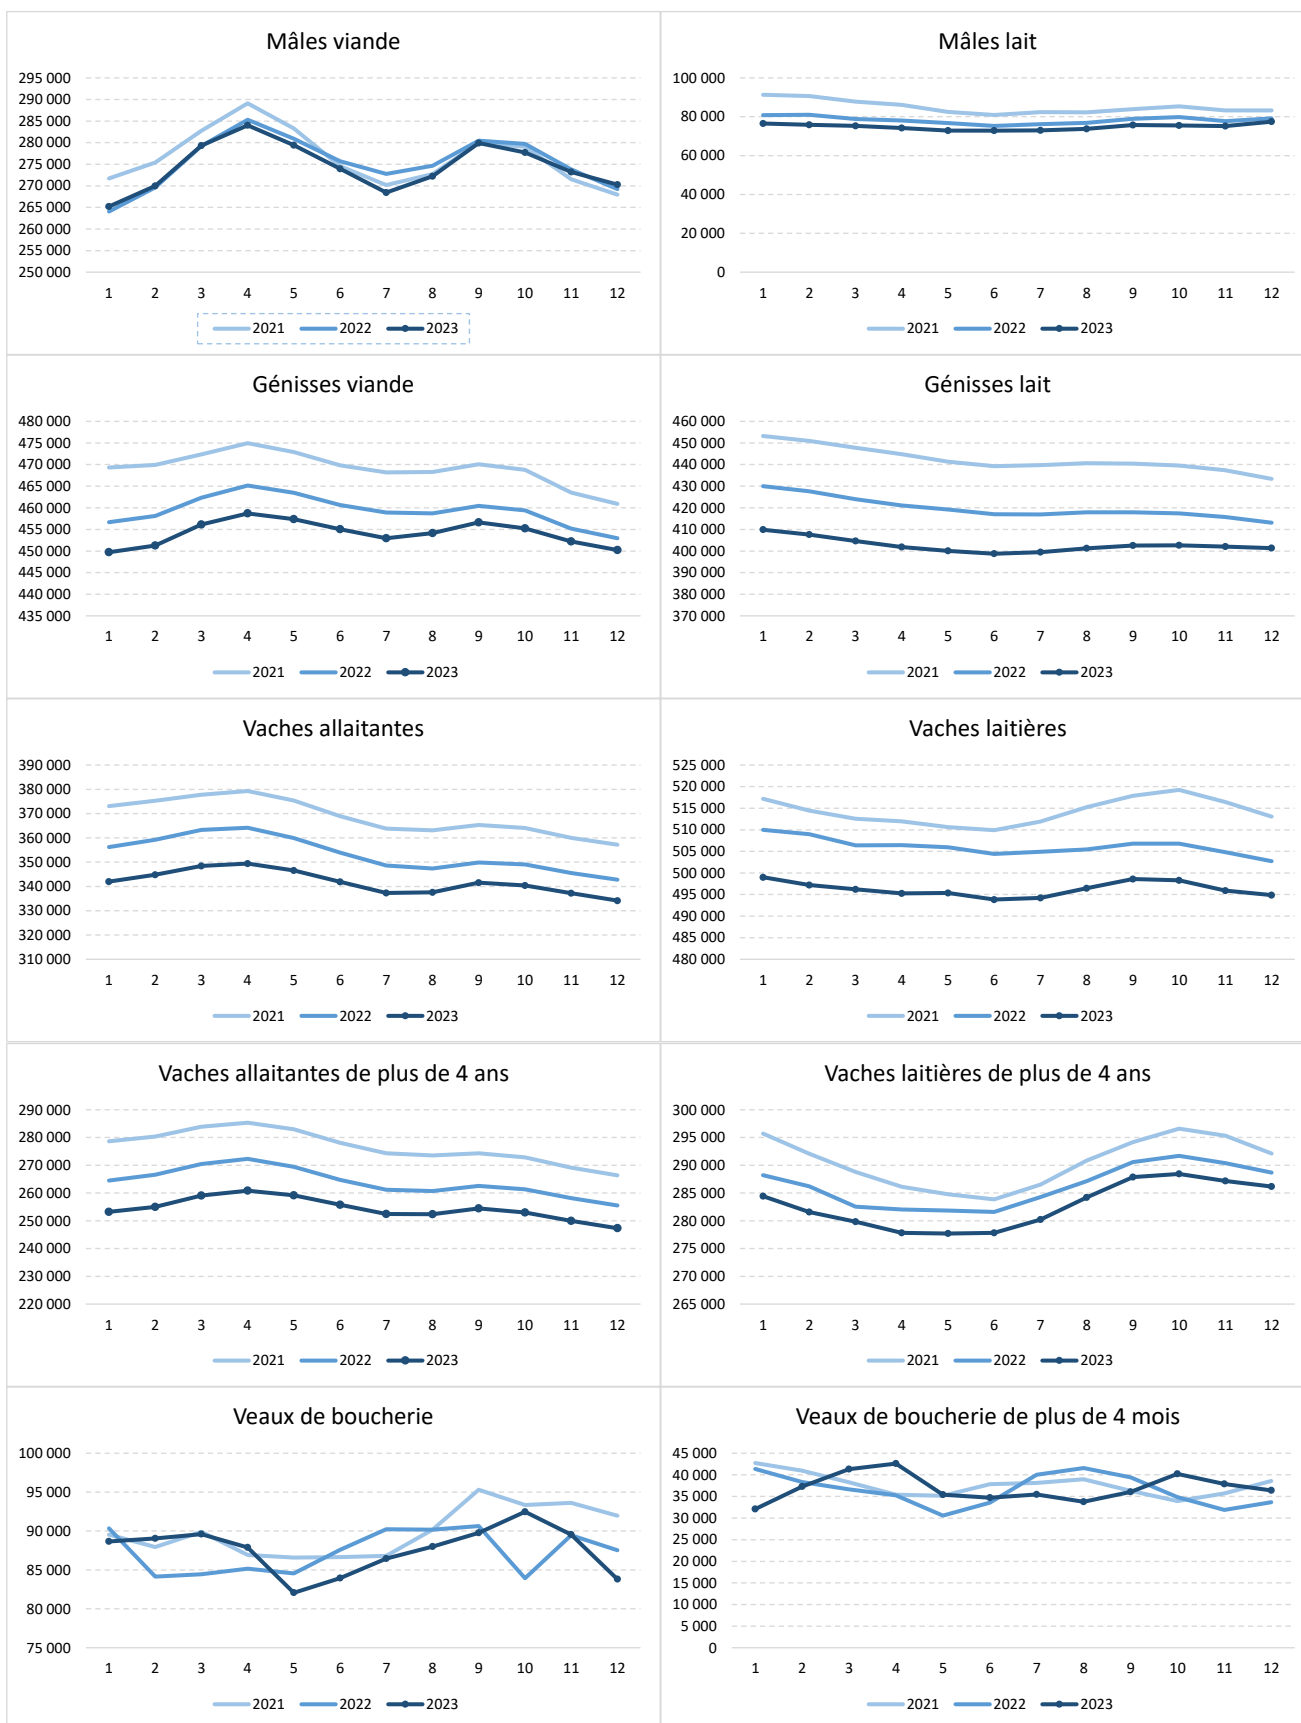 Mâles viande
295 000
290 000
285 000
280 000
275 000
270 000
265 000
260 000
255 000
250 000
1 2 3 4 5 6 7 8 9 10 11 12
2021 2022 2023
Mâles lait
100 000
80 000
60 000
40 000
20 000
0
1 2 3 4 5 6 7 8 9 10 11 12
2021 2022 2023
Génisses viande
480 000
475 000
470 000
465 000
460 000
455 000
450 000
445 000
440 000
435 000
1 2 3 4 5 6 7 8 9 10 11 12
2021 2022 2023
Génisses lait
460 000
450 000
440 000
430 000
420 000
410 000
400 000
390 000
380 000
370 000
1 2 3 4 5 6 7 8 9 10 11 12
2021 2022 2023
Vaches allaitantes
390 000
380 000
370 000
360 000
350 000
340 000
330 000
320 000
310 000
1 2 3 4 5 6 7 8 9 10 11 12
2021 2022 2023
Vaches laitières
525 000
520 000
515 000
510 000
505 000
500 000
495 000
490 000
485 000
480 000
1 2 3 4 5 6 7 8 9 10 11 12
2021 2022 2023
Vaches allaitantes de plus de 4 ans
290 000
280 000
270 000
260 000
250 000
240 000
230 000
220 000
1 2 3 4 5 6 7 8 9 10 11 12
2021 2022 2023
Vaches laitières de plus de 4 ans
300 000
295 000
290 000
285 000
280 000
275 000
270 000
265 000
1 2 3 4 5 6 7 8 9 10 11 12
2021 2022 2023
Veaux de boucherie
100 000
95 000
90 000
85 000
80 000
75 000
1 2 3 4 5 6 7 8 9 10 11 12
2021 2022 2023
Veaux de boucherie de plus de 4 mois
45 000
40 000
35 000
30 000
25 000
20 000
15 000
10 000
5 000
0
1 2 3 4 5 6 7 8 9 10 11 12
2021 2022 2023